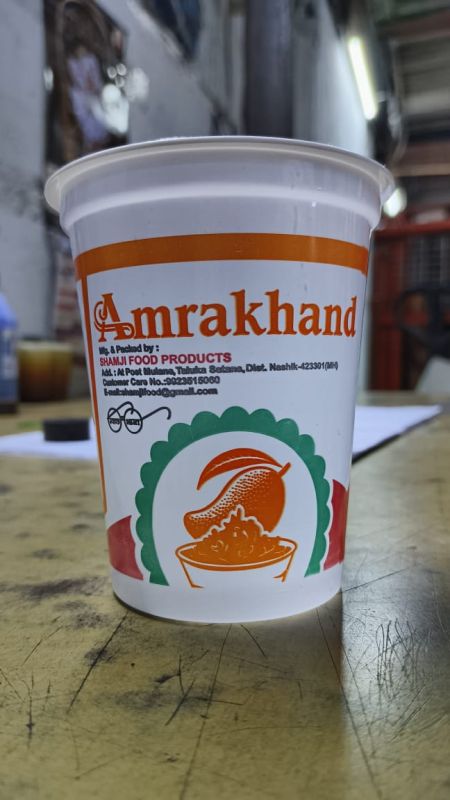 Amrakhand
Mfg. & Packed by :
SHAMJI FOOD PRODUCTS
Add. : At Post Mulane, Taluka Satana, Dist. Nashik-423301(MH)
Customer Care No.:9923515060
E-mail:shamjifood@gmail.com